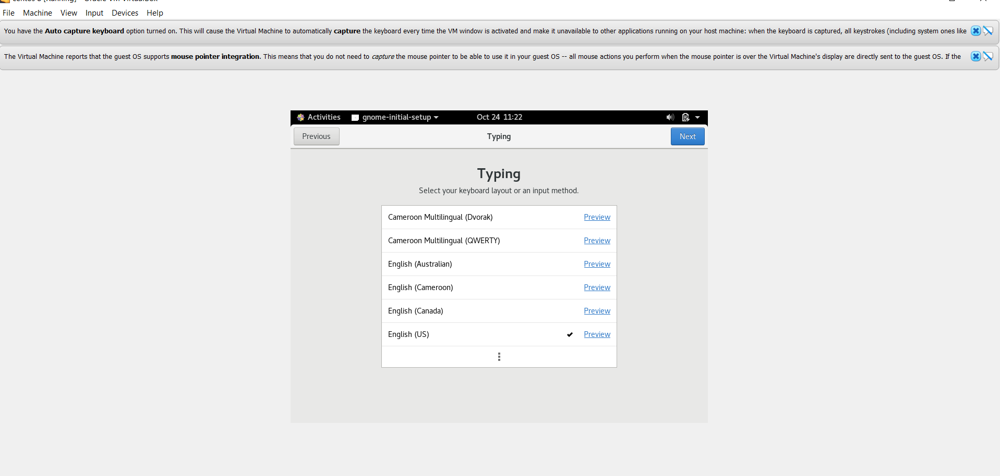 centos 8 [Running] - Oracle VM VirtualBox
File Machine View Input Devices Help
You have the Auto capture keyboard option turned on. This will cause the Virtual Machine to automatically capture the keyboard every time the VM window is activated and make it unavailable to other applications running on your host machine: when the keyboard is captured, all keystrokes (including system ones like
The Virtual Machine reports that the guest OS supports mouse pointer integration. This means that you do not need to capture the mouse pointer to be able to use it in your guest OS -- all mouse actions you perform when the mouse pointer is over the Virtual Machine's display are directly sent to the guest OS. If the
Activities gnome-initial-setup Oct 24 11:22
Previous Typing Next
Typing
Select your keyboard layout or an input method.
Cameroon Multilingual (Dvorak) Preview
Cameroon Multilingual (QWERTY) Preview
English (Australian) Preview
English (Cameroon) Preview
English (Canada) Preview
English (US) Preview